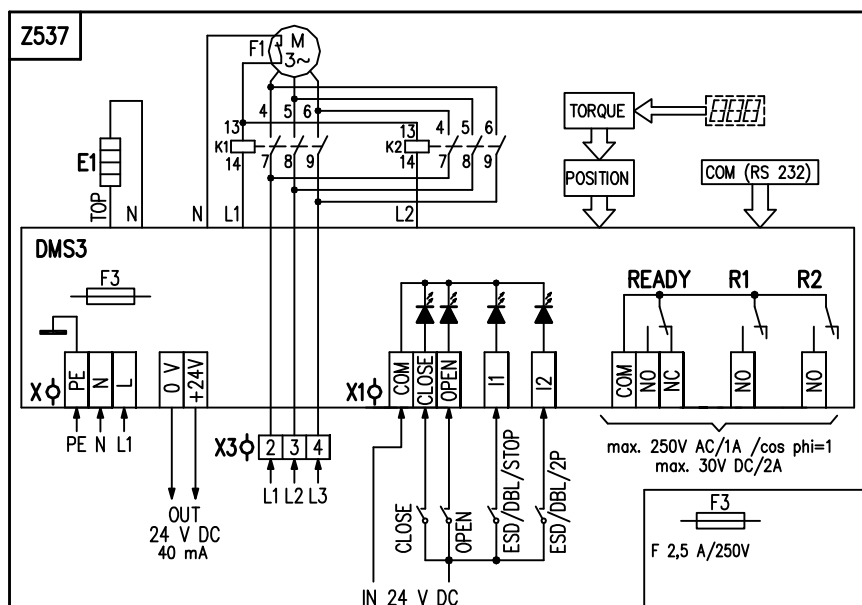 Z537
F1
M
3~
4 5 6
13
K1
14
7 8 9
13
K2
14
4 5 6
7 8 9
E1
TOP
N
N
L1
L2
TORQUE
POSITION
COM (RS 232)
DMS3
F3
READY R1 R2
X
PE
N
L
0 V
+24V
X1
COM
CLOSE
OPEN
I1
I2
COM
NO
NC
NO
NO
PE N L1
X3
2 3 4
L1 L2 L3
OUT
24 V DC
40 mA
CLOSE
OPEN
ESD/DBL/STOP
ESD/DBL/2P
IN 24 V DC
max. 250V AC/1A /cos phi=1
max. 30V DC/2A
F3
F 2,5 A/250V